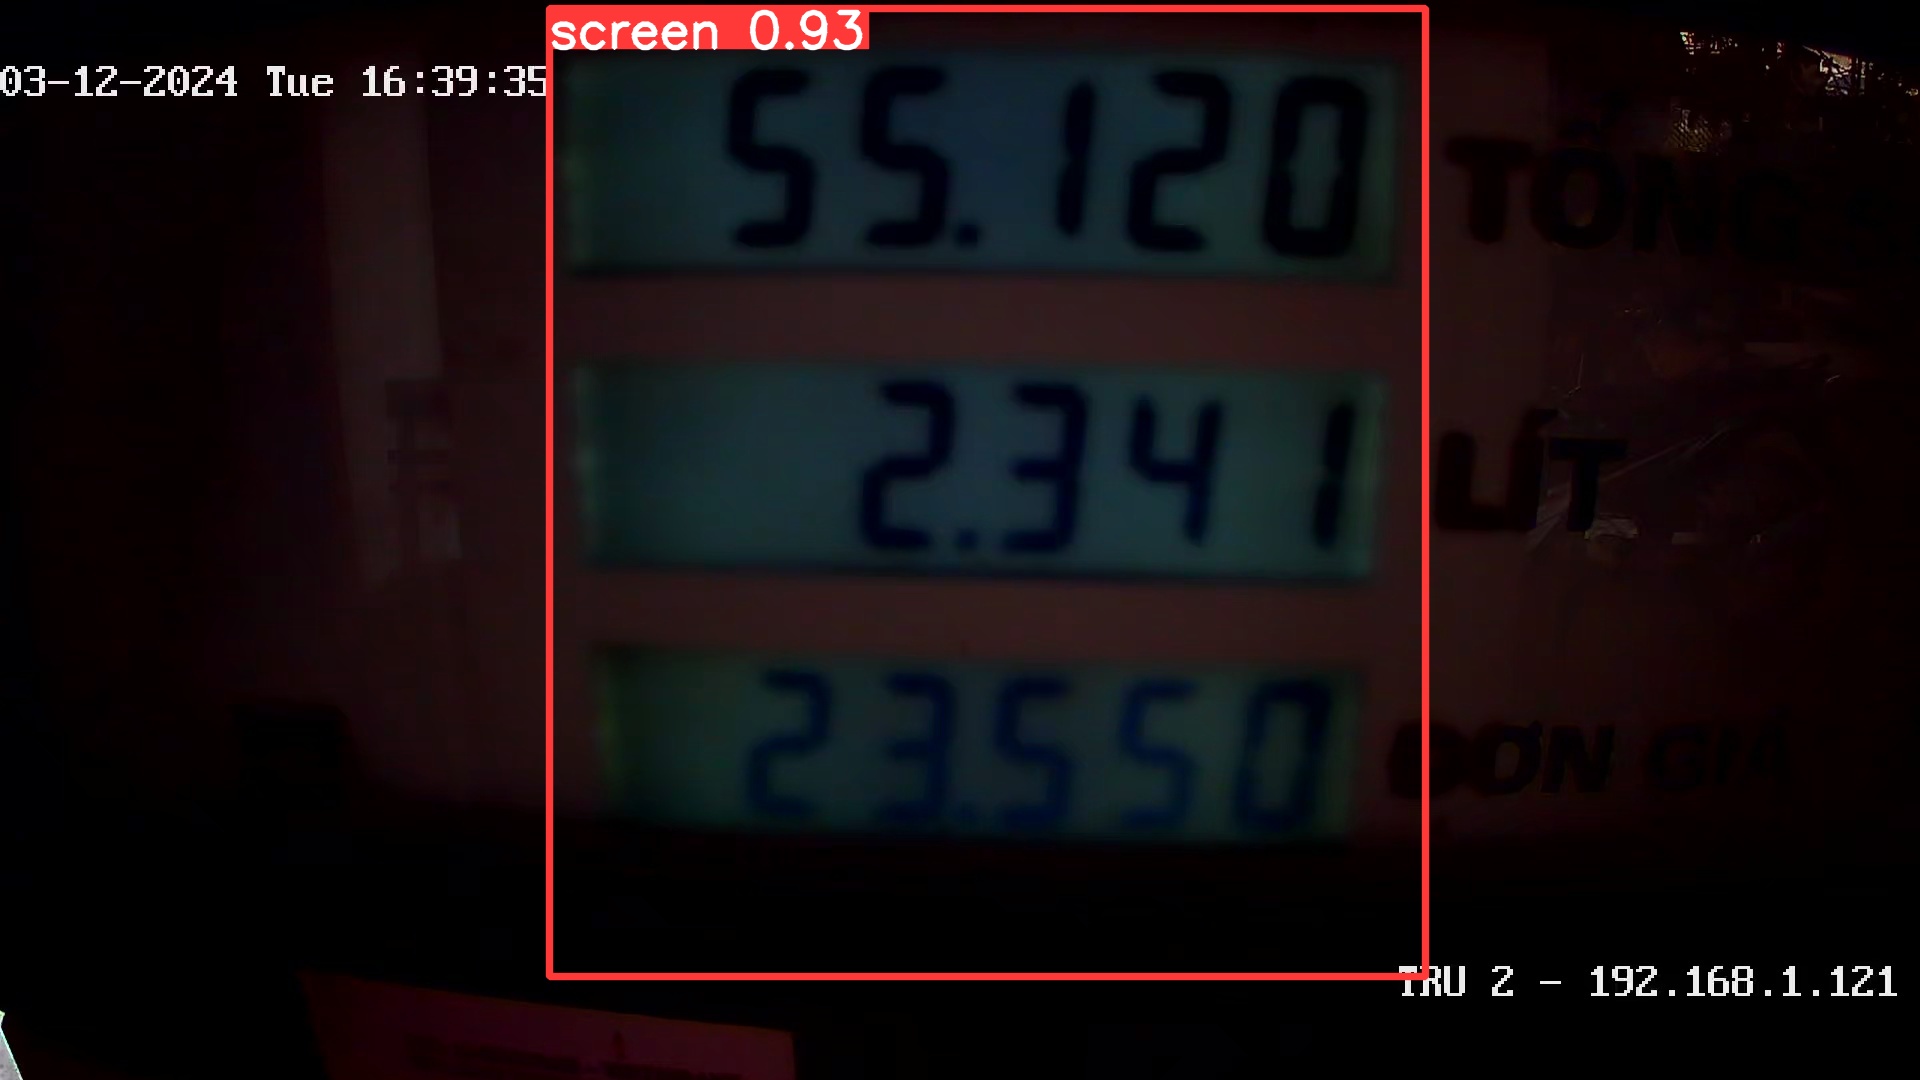 screen 0.93
03-12-2024 Tue 16:39:35
55.120
TỔNG
2.341
LÍT
23.550
ĐƠN GIÁ
TRU 2 - 192.168.1.121